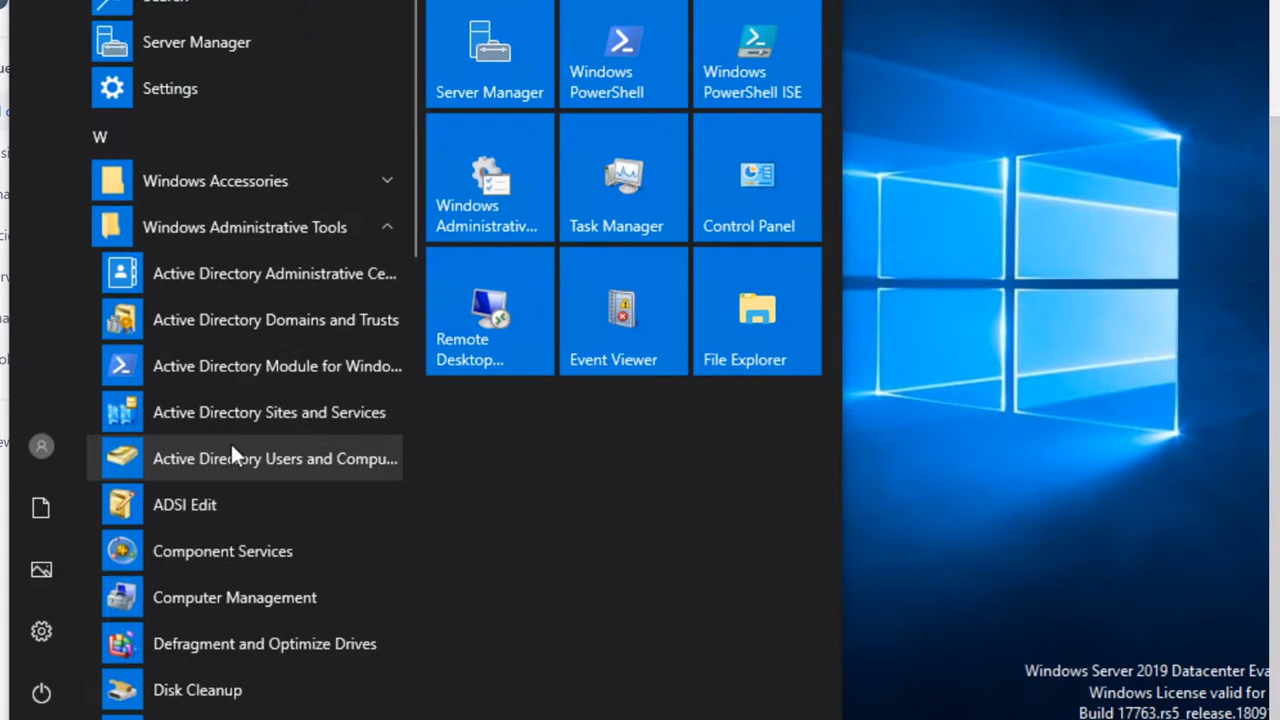 Search
Server Manager
Settings
W
Windows Accessories
Windows Administrative Tools
Active Directory Administrative Ce...
Active Directory Domains and Trusts
Active Directory Module for Windo...
Active Directory Sites and Services
Active Directory Users and Compu...
ADSI Edit
Component Services
Computer Management
Defragment and Optimize Drives
Disk Cleanup
Server Manager
Windows
PowerShell
Windows
PowerShell ISE
Windows
Administrativ...
Task Manager
Control Panel
Remote
Desktop...
Event Viewer
File Explorer
Windows Server 2019 Datacenter Eva
Windows License valid for
Build 17763.rs5_release.1809